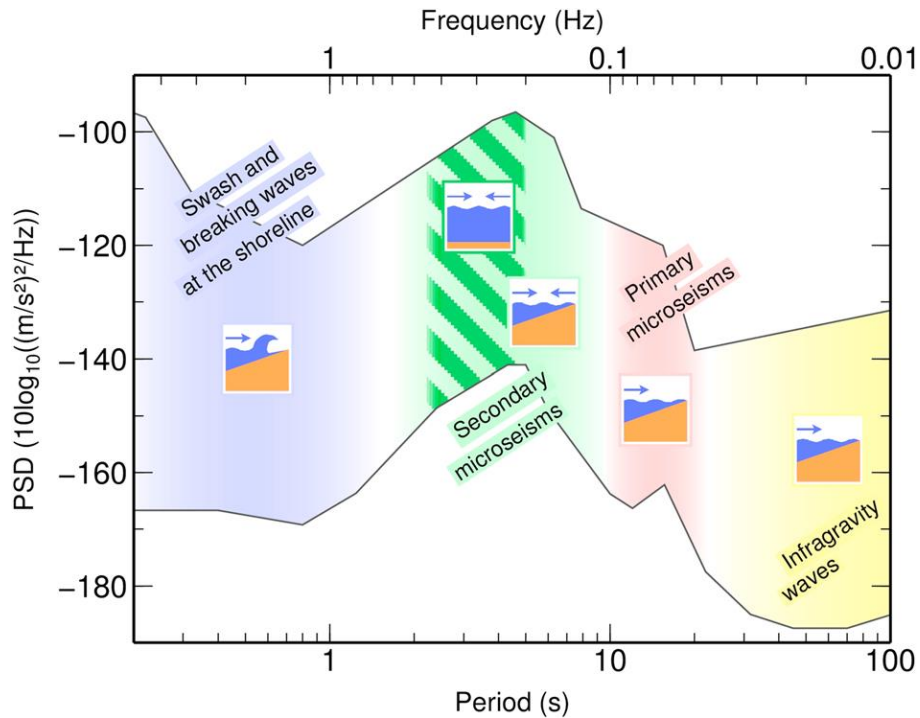 Frequency (Hz)
1
0.1
0.01
PSD (10log₁₀((m/s²)²/Hz))
−100
−120
−140
−160
−180
Swash and
breaking waves
at the shoreline
Primary
microseisms
Secondary
microseisms
Infragravity
waves
1
10
100
Period (s)